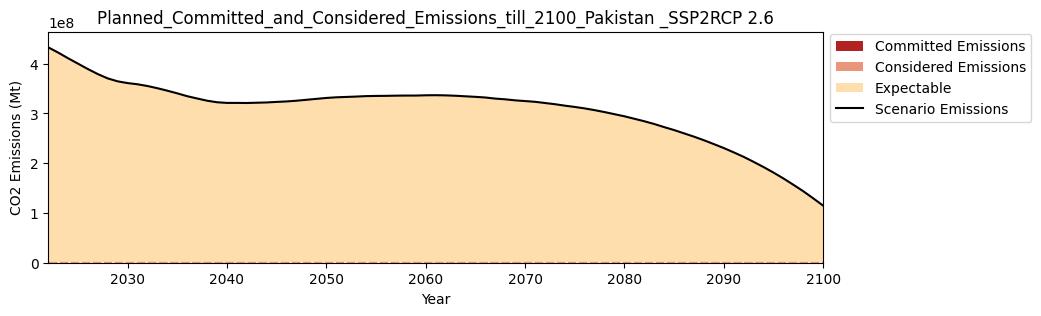 Planned_Committed_and_Considered_Emissions_till_2100_Pakistan _SSP2RCP 2.6
1e8
4
3
2
1
0
CO2 Emissions (Mt)
2030 2040 2050 2060 2070 2080 2090 2100
Year
Committed Emissions
Considered Emissions
Expectable
Scenario Emissions